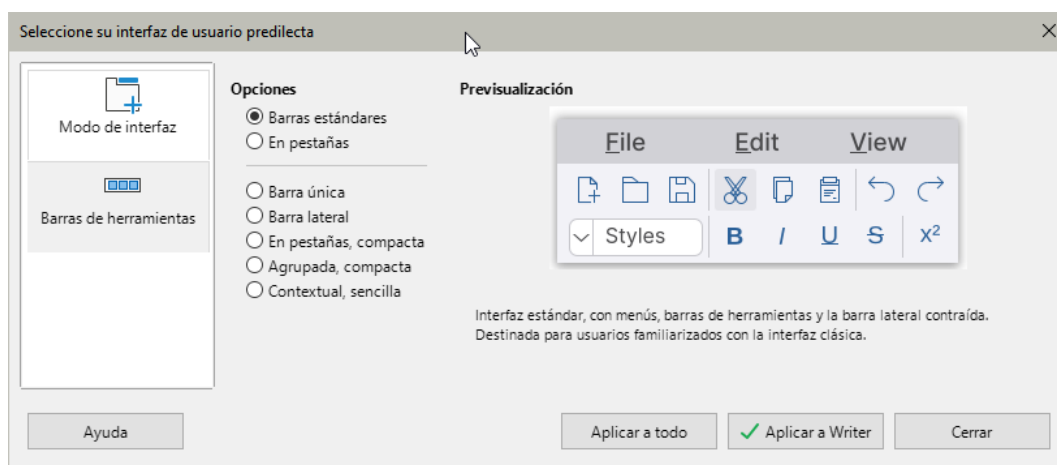 Seleccione su interfaz de usuario predilecta
Modo de interfaz
Barras de herramientas
Opciones
Barras estándares
En pestañas
Barra única
Barra lateral
En pestañas, compacta
Agrupada, compacta
Contextual, sencilla
Previsualización
File Edit View
Styles B I U S X²
Interfaz estándar, con menús, barras de herramientas y la barra lateral contraída.
Destinada para usuarios familiarizados con la interfaz clásica.
Ayuda Aplicar a todo Aplicar a Writer Cerrar